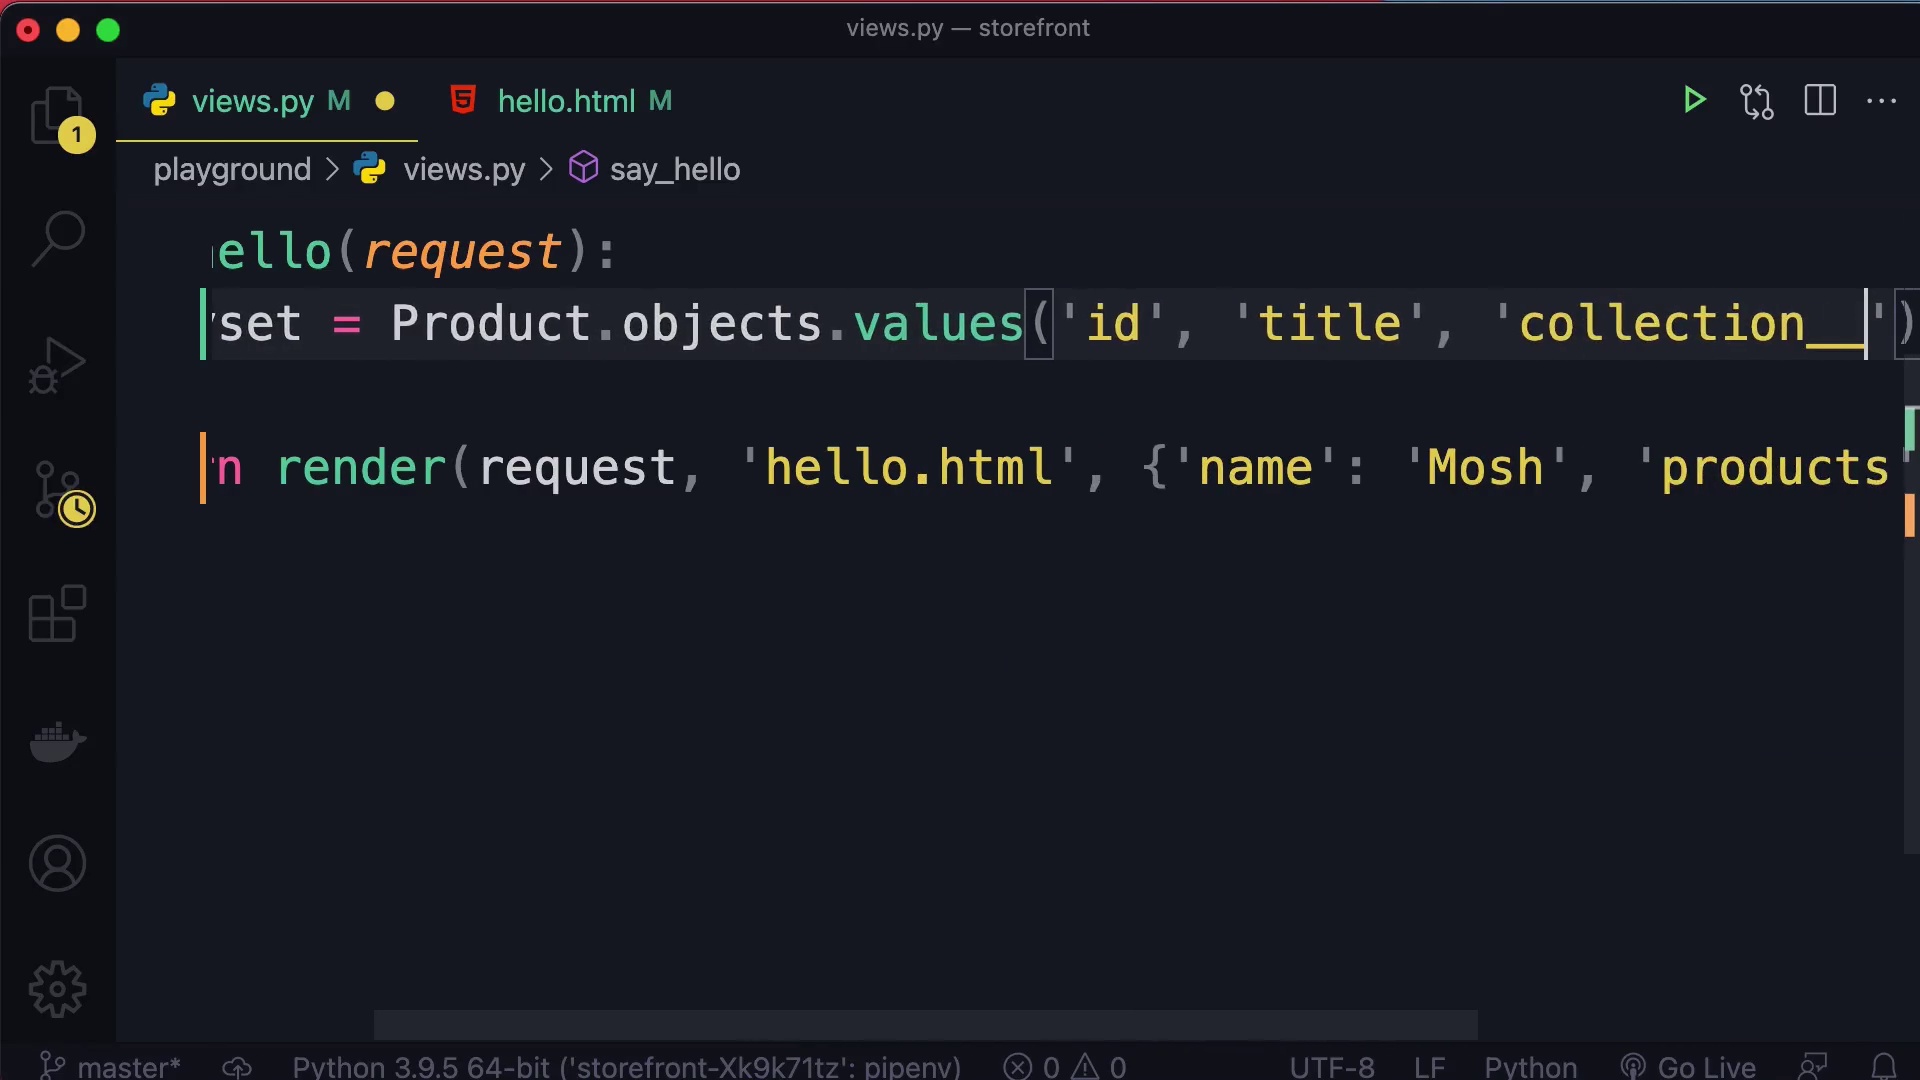 views.py — storefront
views.py M hello.html M
1
playground > views.py > say_hello
ello(request):
set = Product.objects.values('id', 'title', 'collection__')
n render(request, 'hello.html', {'name': 'Mosh', 'products'
master* Python 3.9.5 64-bit ('storefront-Xk9k71tz': pipenv) 0 0 UTF-8 LF Python Go Live